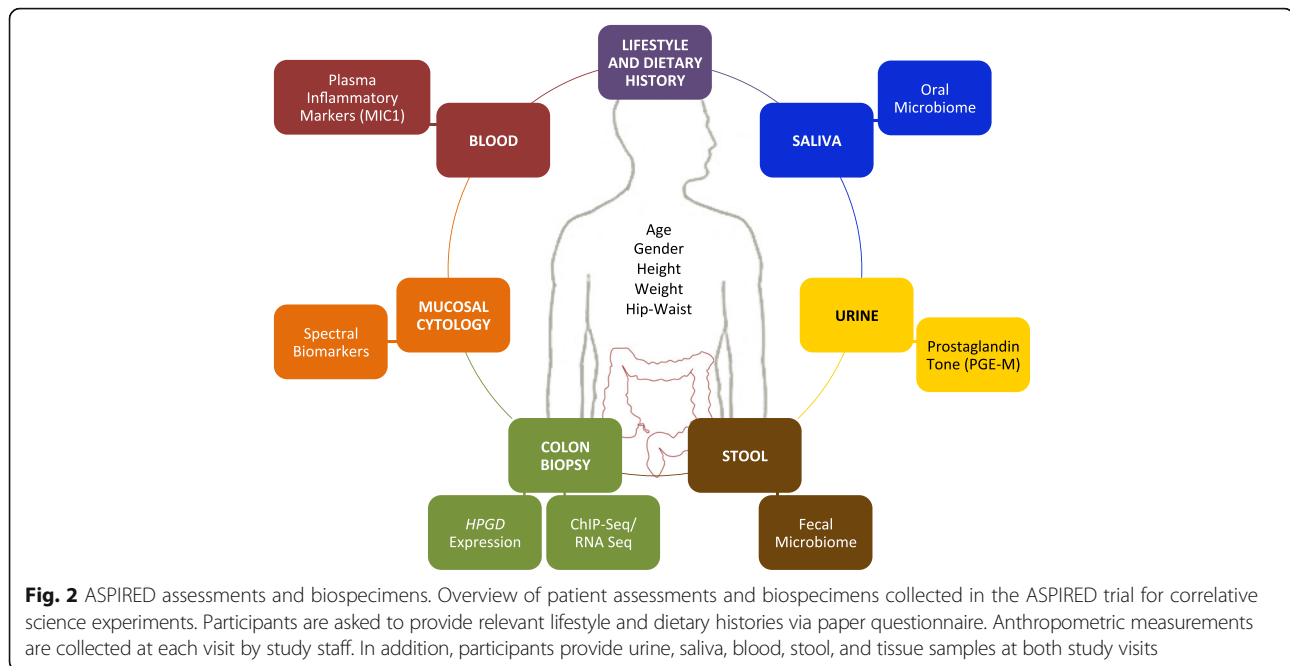 LIFESTYLE
AND DIETARY
HISTORY
Plasma
Inflammatory
Markers (MIC1)
BLOOD
Oral
Microbiome
SALIVA
Age
Gender
Height
Weight
Hip-Waist
MUCOSAL
CYTOLOGY
Spectral
Biomarkers
URINE
Prostaglandin
Tone (PGE-M)
COLON
BIOPSY
HPGD
Expression
ChIP-Seq/
RNA Seq
STOOL
Fecal
Microbiome
Fig. 2 ASPIRED assessments and biospecimens. Overview of patient assessments and biospecimens collected in the ASPIRED trial for correlative
science experiments. Participants are asked to provide relevant lifestyle and dietary histories via paper questionnaire. Anthropometric measurements
are collected at each visit by study staff. In addition, participants provide urine, saliva, blood, stool, and tissue samples at both study visits